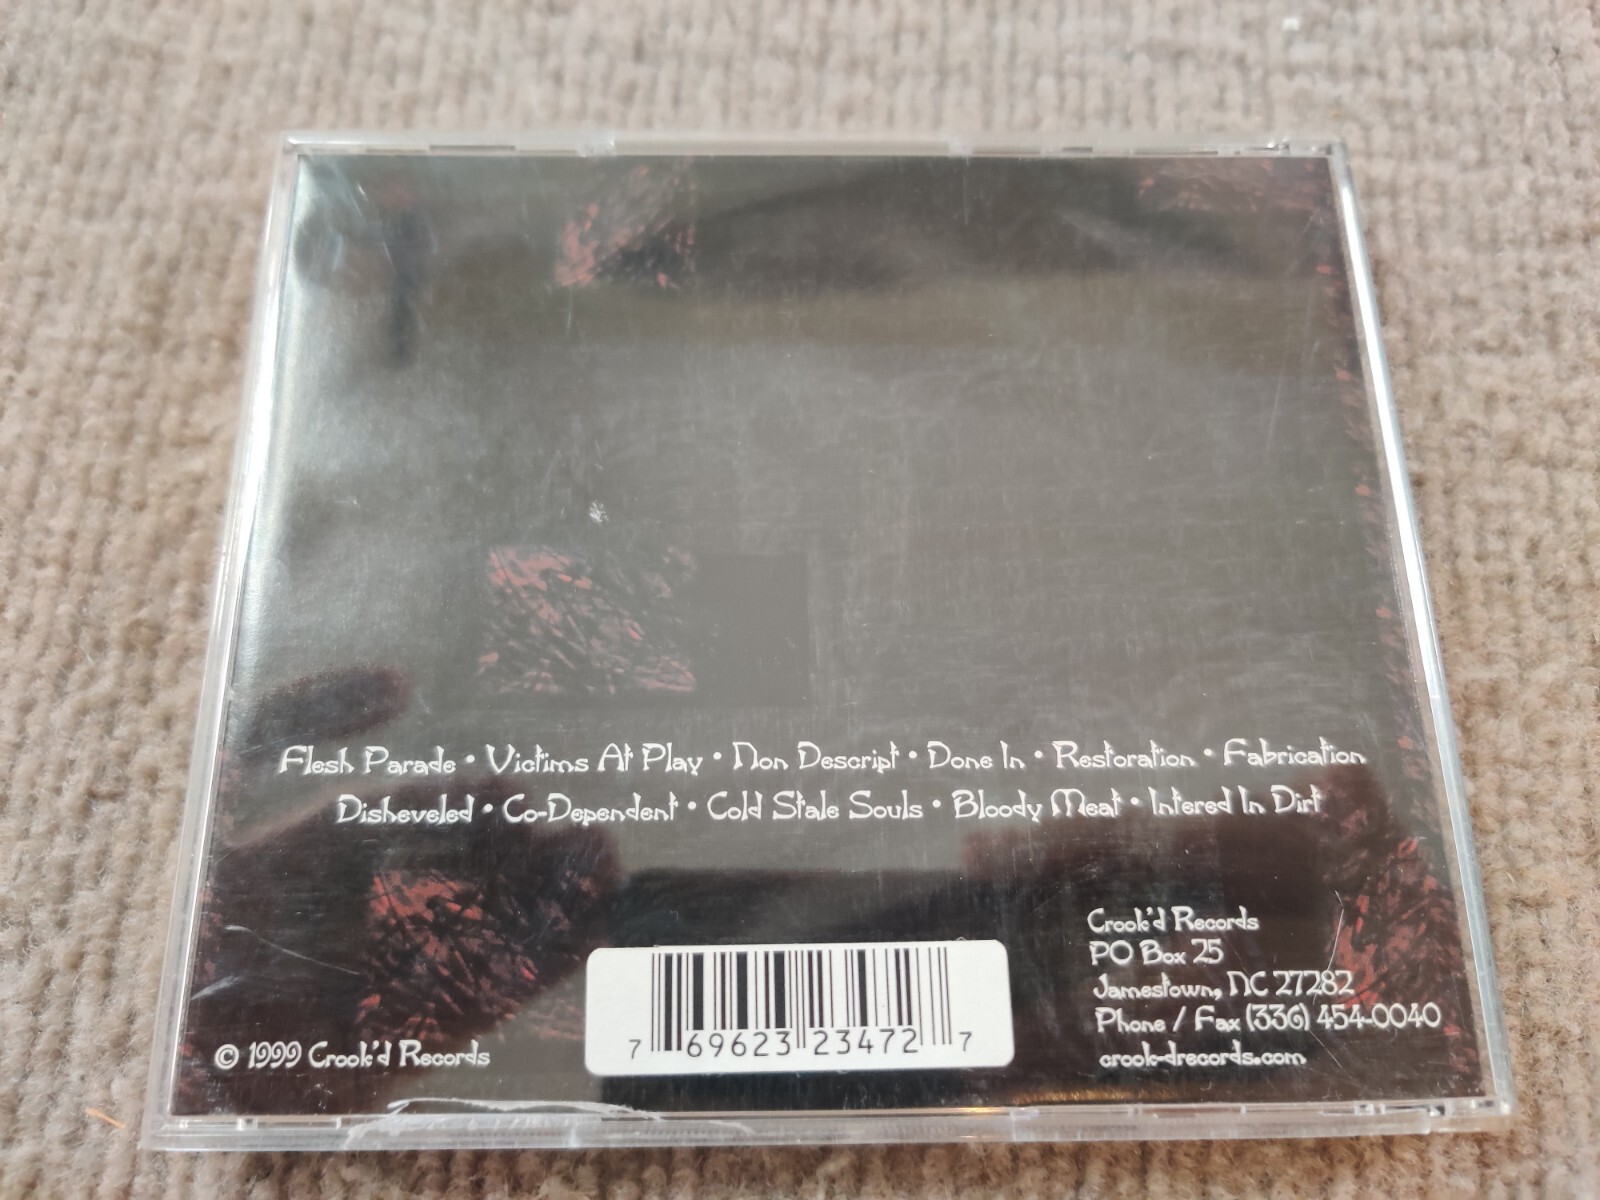 Flesh Parade • Victims At Play • Non Descript • Done In • Restoration • Fabrication
Disheveled • Co-Dependent • Cold Stale Souls • Bloody Meat • Intered In Dirt
Crook'd Records
PO Box 25
Jamestown, NC 27282
Phone / Fax (336) 454-0040
crook-drecords.com
© 1999 Crook'd Records
7 69623 23472 7